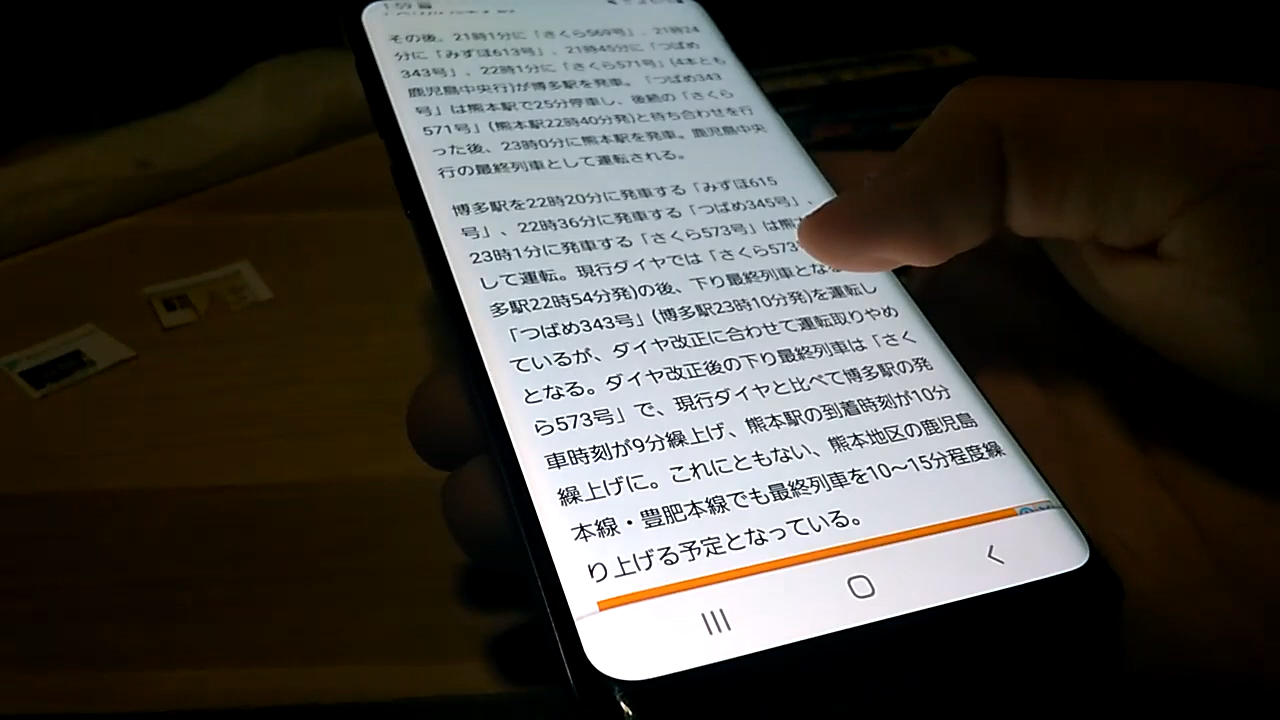 1:59
その後、21時1分に「さくら569号」、21時24
分に「みずほ613号」、21時45分に「つばめ
343号」、22時1分に「さくら571号」(4本とも
鹿児島中央行)が博多駅を発車。「つばめ343
号」は熊本駅で25分停車し、後続の「さくら
571号」(熊本駅22時40分発)と待ち合わせを行
った後、23時0分に熊本駅を発車。鹿児島中央
行の最終列車として運転される。
博多駅を22時20分に発車する「みずほ615
号」、22時36分に発車する「つばめ345号」、
23時1分に発車する「さくら573号」は熊
して運転。現行ダイヤでは「さくら573
多駅22時54分発)の後、下り最終列車とな
「つばめ343号」(博多駅23時10分発)を運転し
ているが、ダイヤ改正に合わせて運転取りやめ
となる。ダイヤ改正後の下り最終列車は「さく
ら573号」で、現行ダイヤと比べて博多駅の発
車時刻が9分繰上げ、熊本駅の到着時刻が10分
繰上げに。これにともない、熊本地区の鹿児島
本線・豊肥本線でも最終列車を10〜15分程度繰
り上げる予定となっている。